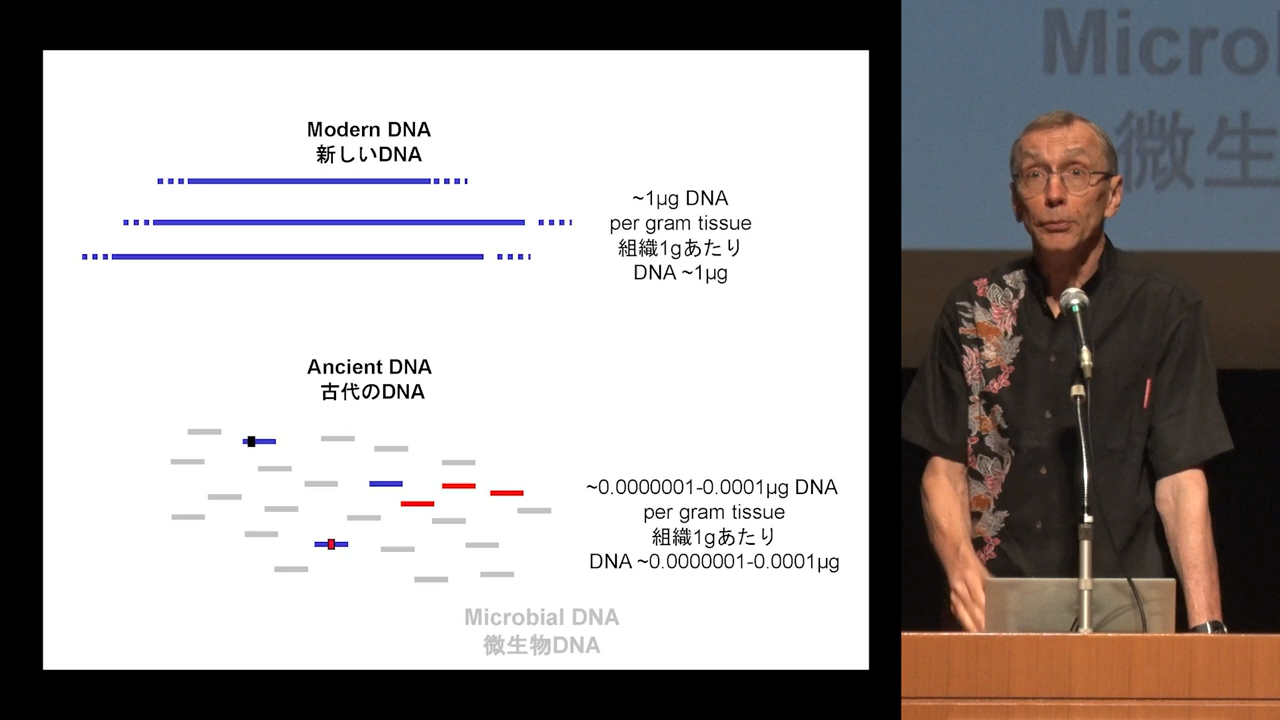 Modern DNA
新しいDNA
~1µg DNA
per gram tissue
組織1gあたり
DNA ~1µg
Ancient DNA
古代のDNA
~0.0000001-0.0001µg DNA
per gram tissue
組織1gあたり
DNA ~0.0000001-0.0001µg
Microbial DNA
微生物DNA
Micro
微生